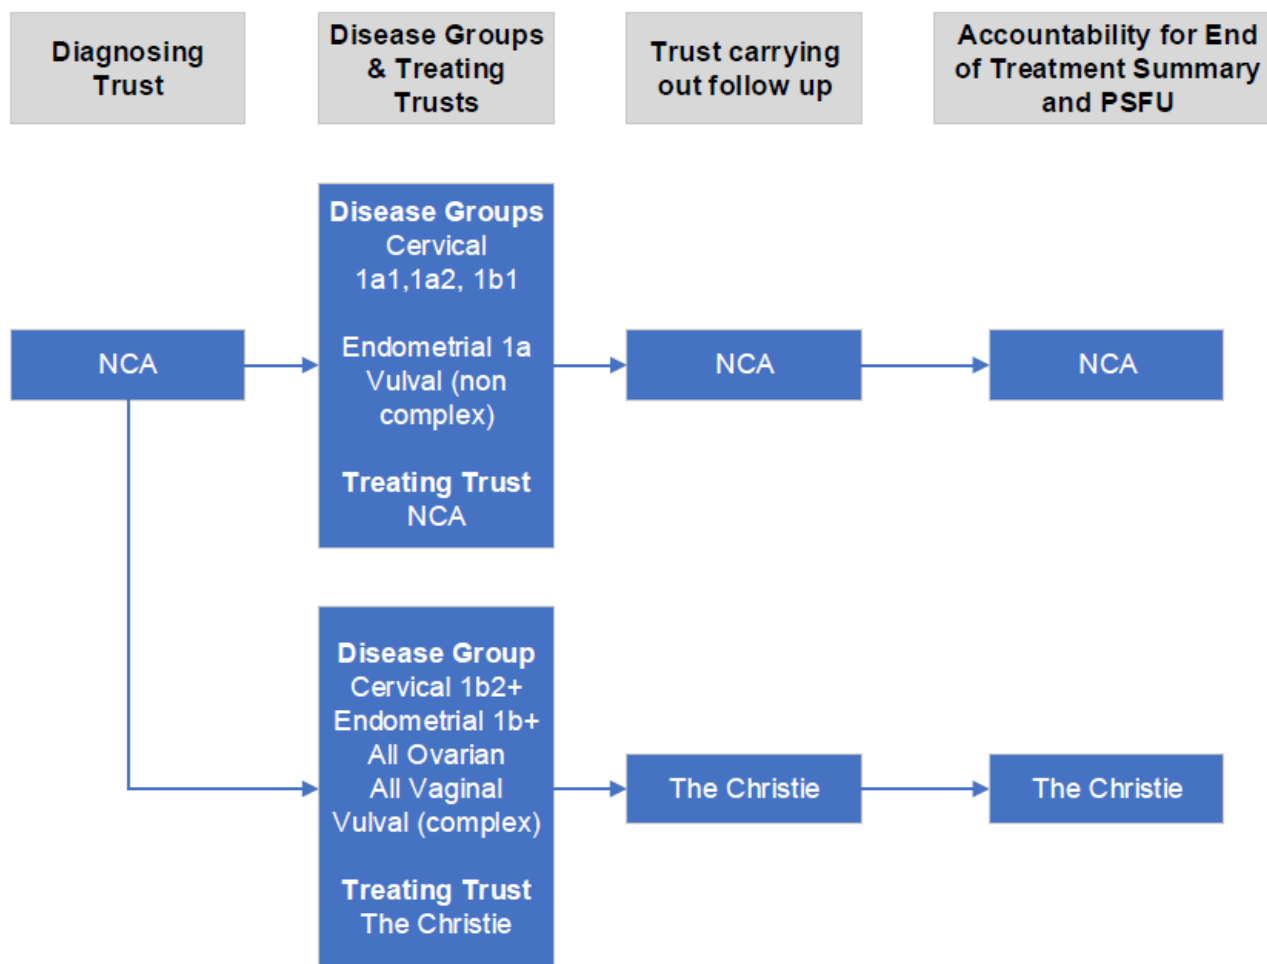 Diagnosing
Trust
Disease Groups
& Treating
Trusts
Trust carrying
out follow up
Accountability for End
of Treatment Summary
and PSFU
NCA
Disease Groups
Cervical
1a1,1a2, 1b1
Endometrial 1a
Vulval (non
complex)
Treating Trust
NCA
NCA
NCA
Disease Group
Cervical 1b2+
Endometrial 1b+
All Ovarian
All Vaginal
Vulval (complex)
Treating Trust
The Christie
The Christie
The Christie